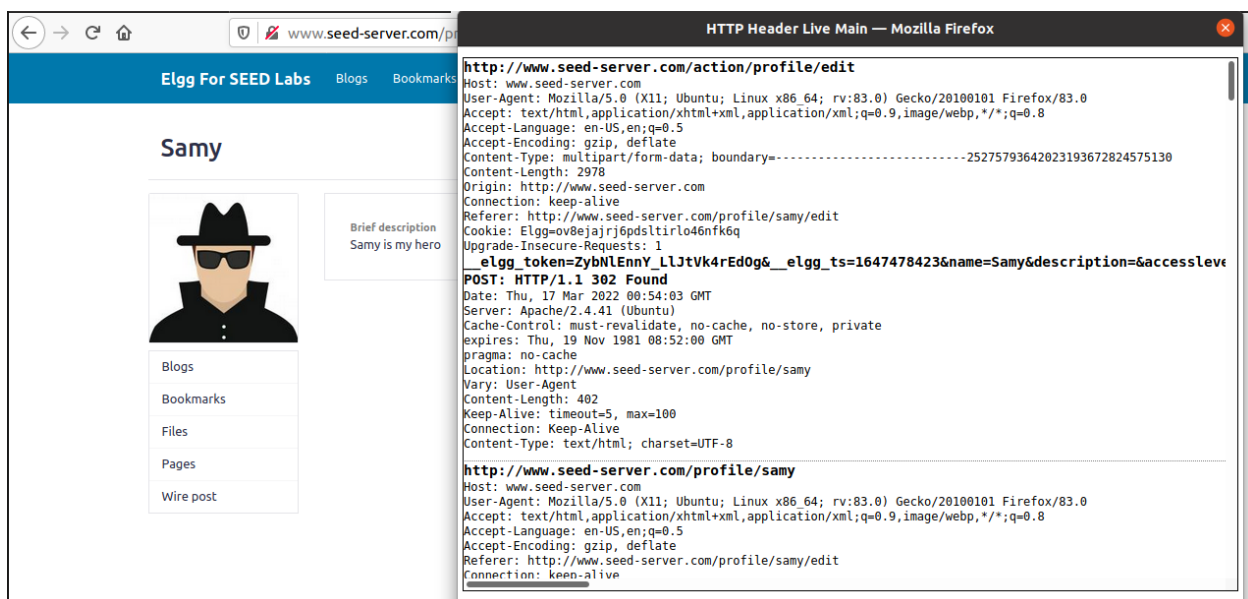 www.seed-server.com/pr
HTTP Header Live Main — Mozilla Firefox
Elgg For SEED Labs Blogs Bookmarks
Samy
Brief description
Samy is my hero
Blogs
Bookmarks
Files
Pages
Wire post
http://www.seed-server.com/action/profile/edit
Host: www.seed-server.com
User-Agent: Mozilla/5.0 (X11; Ubuntu; Linux x86_64; rv:83.0) Gecko/20100101 Firefox/83.0
Accept: text/html,application/xhtml+xml,application/xml;q=0.9,image/webp,*/*;q=0.8
Accept-Language: en-US,en;q=0.5
Accept-Encoding: gzip, deflate
Content-Type: multipart/form-data; boundary=---------------------------25275793642023193672824575130
Content-Length: 2978
Origin: http://www.seed-server.com
Connection: keep-alive
Referer: http://www.seed-server.com/profile/samy/edit
Cookie: Elgg=ov8ejajrj6pdsltirlo46nfk6q
Upgrade-Insecure-Requests: 1
__elgg_token=ZybNlEnnY_LlJtVk4rEdOg&__elgg_ts=1647478423&name=Samy&description=&accessleve
POST: HTTP/1.1 302 Found
Date: Thu, 17 Mar 2022 00:54:03 GMT
Server: Apache/2.4.41 (Ubuntu)
Cache-Control: must-revalidate, no-cache, no-store, private
expires: Thu, 19 Nov 1981 08:52:00 GMT
pragma: no-cache
Location: http://www.seed-server.com/profile/samy
Vary: User-Agent
Content-Length: 402
Keep-Alive: timeout=5, max=100
Connection: Keep-Alive
Content-Type: text/html; charset=UTF-8
http://www.seed-server.com/profile/samy
Host: www.seed-server.com
User-Agent: Mozilla/5.0 (X11; Ubuntu; Linux x86_64; rv:83.0) Gecko/20100101 Firefox/83.0
Accept: text/html,application/xhtml+xml,application/xml;q=0.9,image/webp,*/*;q=0.8
Accept-Language: en-US,en;q=0.5
Accept-Encoding: gzip, deflate
Referer: http://www.seed-server.com/profile/samy/edit
Connection: keep-alive